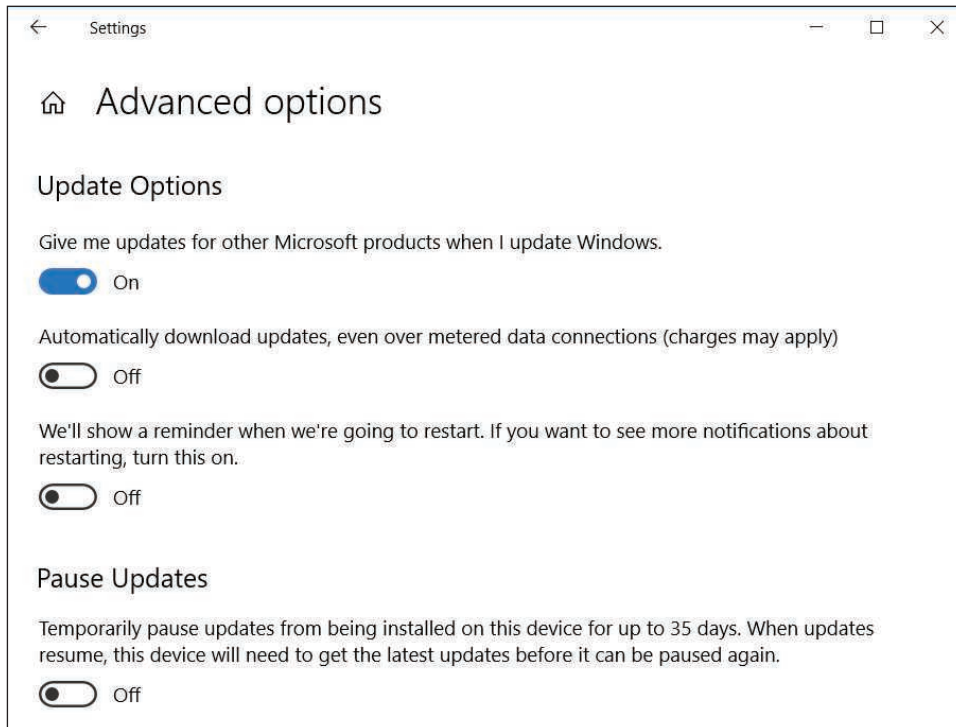 Settings
Advanced options
Update Options
Give me updates for other Microsoft products when I update Windows.
On
Automatically download updates, even over metered data connections (charges may apply)
Off
We'll show a reminder when we're going to restart. If you want to see more notifications about
restarting, turn this on.
Off
Pause Updates
Temporarily pause updates from being installed on this device for up to 35 days. When updates
resume, this device will need to get the latest updates before it can be paused again.
Off